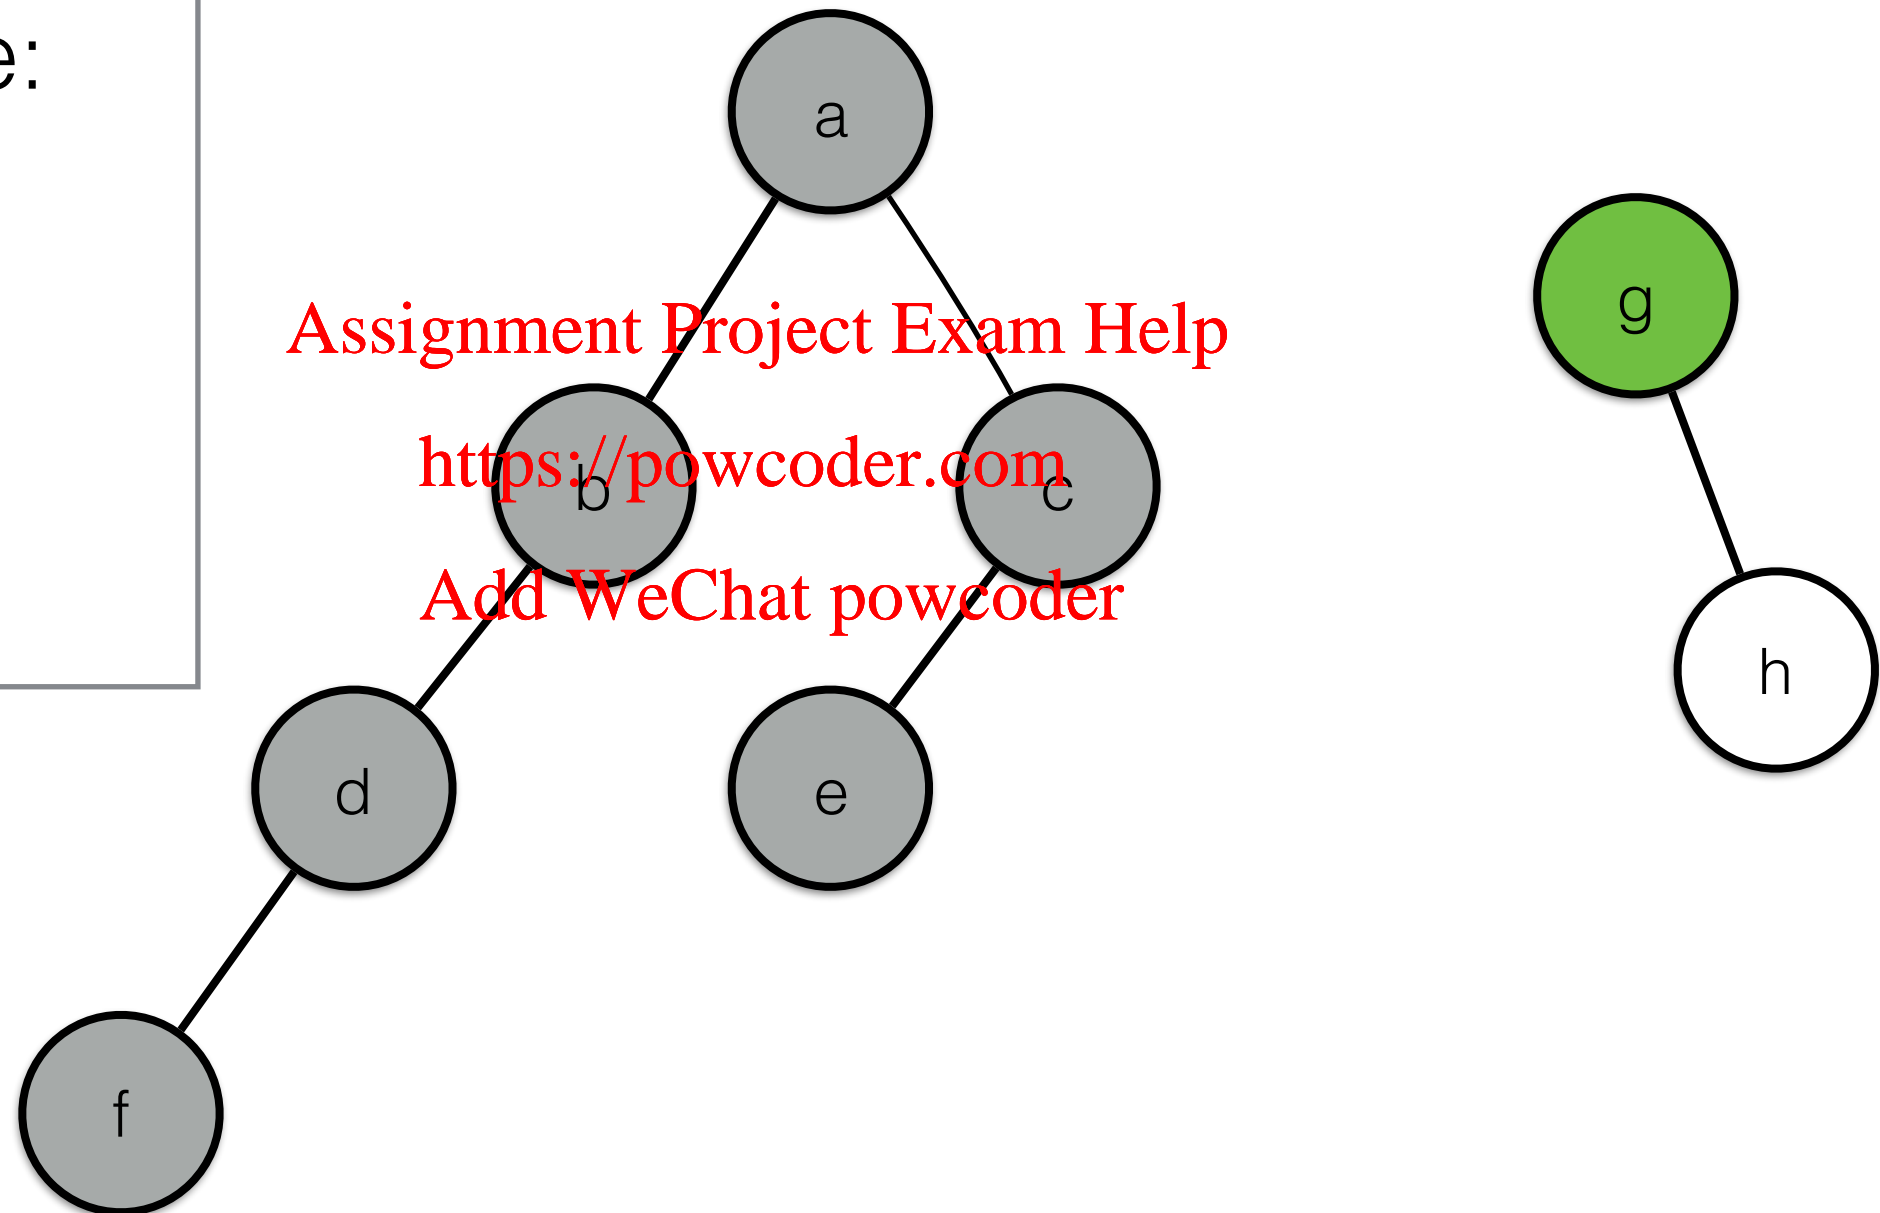 e:
a
g
Assignment Project Exam Help
https://powcoder.com
b
c
Add WeChat powcoder
h
d
e
f